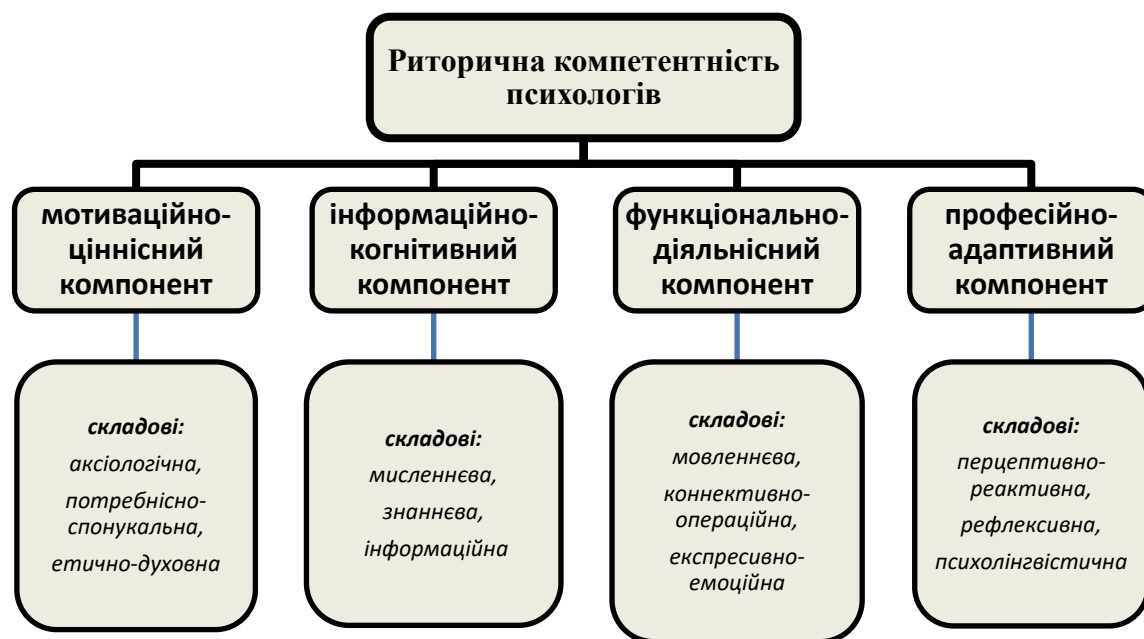 Риторична компетентність
психологів
мотиваційно-
ціннісний
компонент
інформаційно-
когнітивний
компонент
функціонально-
діяльнісний
компонент
професійно-
адаптивний
компонент
складові:
аксіологічна,
потребнісно-
спонукальна,
етично-духовна
складові:
мисленнєва,
знаннєва,
інформаційна
складові:
мовленнєва,
коннективно-
операційна,
експресивно-
емоційна
складові:
перцептивно-
реактивна,
рефлексивна,
психолінгвістична